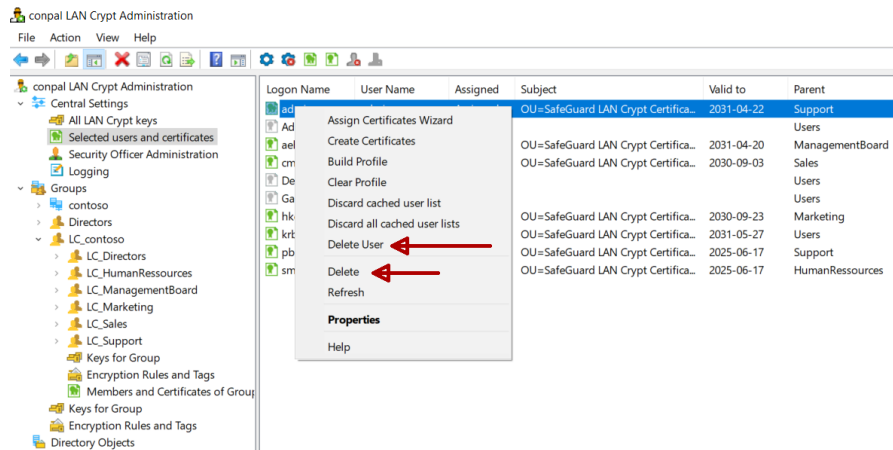 conpal LAN Crypt Administration
File Action View Help
conpal LAN Crypt Administration
Central Settings
All LAN Crypt keys
Selected users and certificates
Security Officer Administration
Logging
Groups
contoso
Directors
LC_contoso
LC_Directors
LC_HumanRessources
LC_ManagementBoard
LC_Marketing
LC_Sales
LC_Support
Keys for Group
Encryption Rules and Tags
Members and Certificates of Group
Keys for Group
Encryption Rules and Tags
Directory Objects
Logon Name User Name Assigned Subject Valid to Parent
OU=SafeGuard LAN Crypt Certifica... 2031-04-22 Support
Ad Users
OU=SafeGuard LAN Crypt Certifica... 2031-04-20 ManagementBoard
cm OU=SafeGuard LAN Crypt Certifica... 2030-09-03 Sales
De Users
Ga Users
OU=SafeGuard LAN Crypt Certifica... 2030-09-23 Marketing
OU=SafeGuard LAN Crypt Certifica... 2031-05-27 Users
pb OU=SafeGuard LAN Crypt Certifica... 2025-06-17 Support
sm OU=SafeGuard LAN Crypt Certifica... 2025-06-17 HumanRessources
Assign Certificates Wizard
Create Certificates
Build Profile
Clear Profile
Discard cached user list
Discard all cached user lists
Delete User
Delete
Refresh
Properties
Help